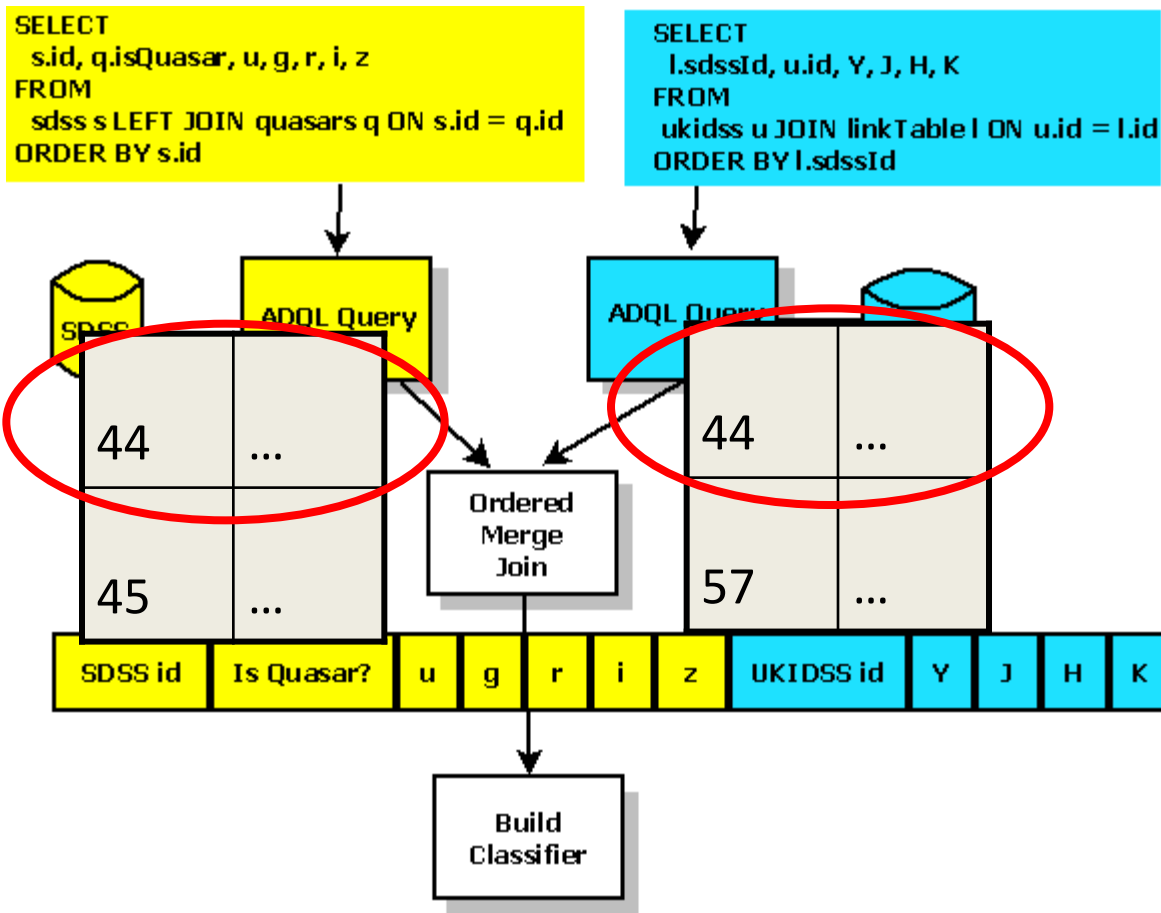 SELECT
s.id, q.isQuasar, u, g, r, i, z
FROM
sdss s LEFT JOIN quasars q ON s.id = q.id
ORDER BY s.id
SELECT
l.sdssId, u.id, Y, J, H, K
FROM
ukidss u JOIN linkTable l ON u.id = l.id
ORDER BY l.sdssId
SDSS
ADQL Query
ADQL Query
44 ...
45 ...
44 ...
57 ...
Ordered
Merge
Join
SDSS id Is Quasar? u g r i z UKIDSS id Y J H K
Build
Classifier